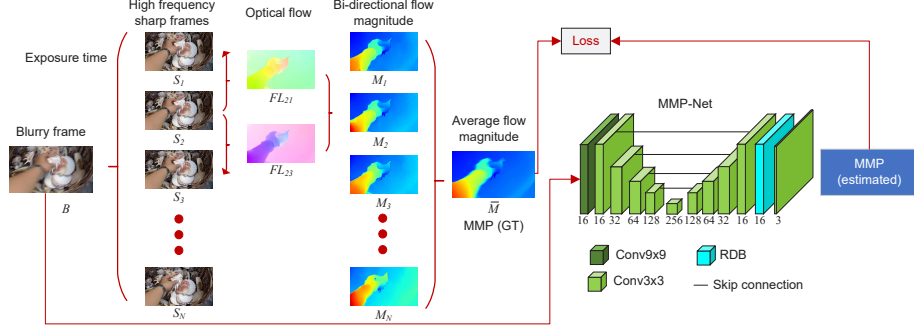 High frequency
sharp frames
Optical flow
Bi-directional flow
magnitude
Exposure time
S1
FL21
M1
Loss
MMP-Net
Blurry frame
S2
M2
Average flow
magnitude
FL23
MMP
(estimated)
B
S3
M3
M̅
MMP (GT)
16 16 32 64 128 256 128 64 32 16 16 3
Conv9x9
RDB
Conv3x3
Skip connection
SN
MN